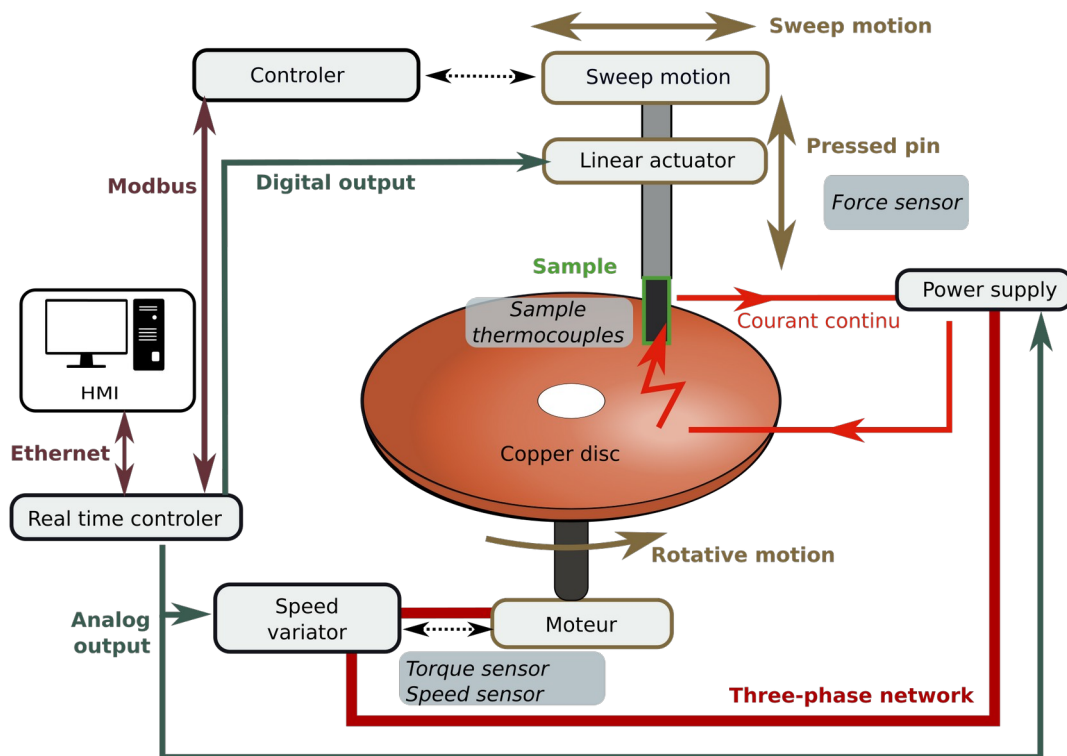 Sweep motion
Controler
Sweep motion
Pressed pin
Linear actuator
Modbus
Digital output
Force sensor
Sample
Power supply
Sample
thermocouples
Courant continu
HMI
Ethernet
Copper disc
Real time controler
Rotative motion
Speed
variator
Analog
output
Moteur
Torque sensor
Speed sensor
Three-phase network